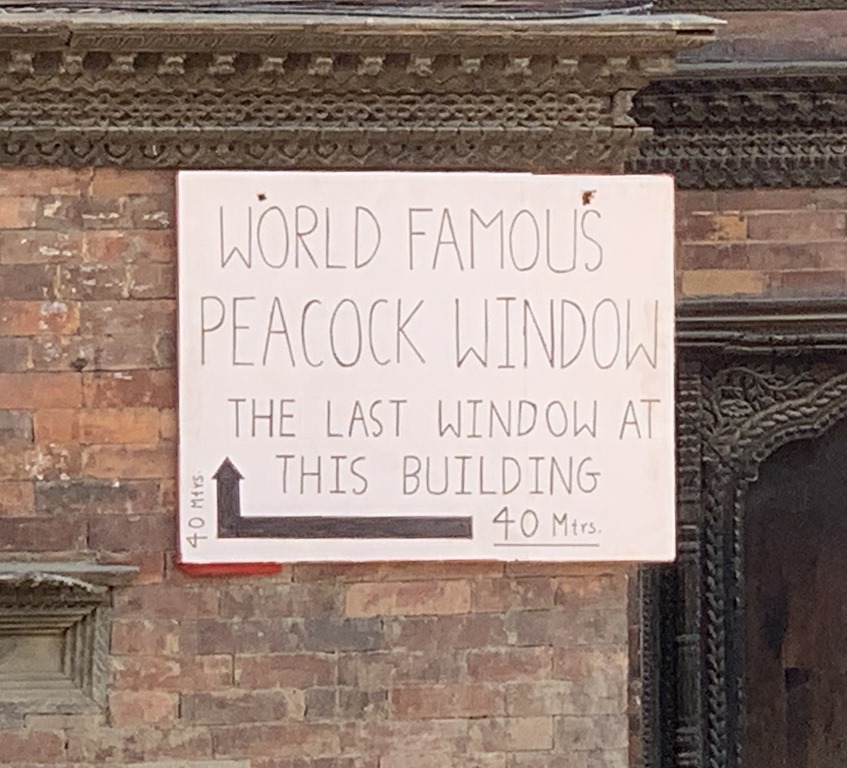 WORLD FAMOUS
PEACOCK WINDOW
THE LAST WINDOW AT
THIS BUILDING
40 Mtrs.
40 Mtrs.